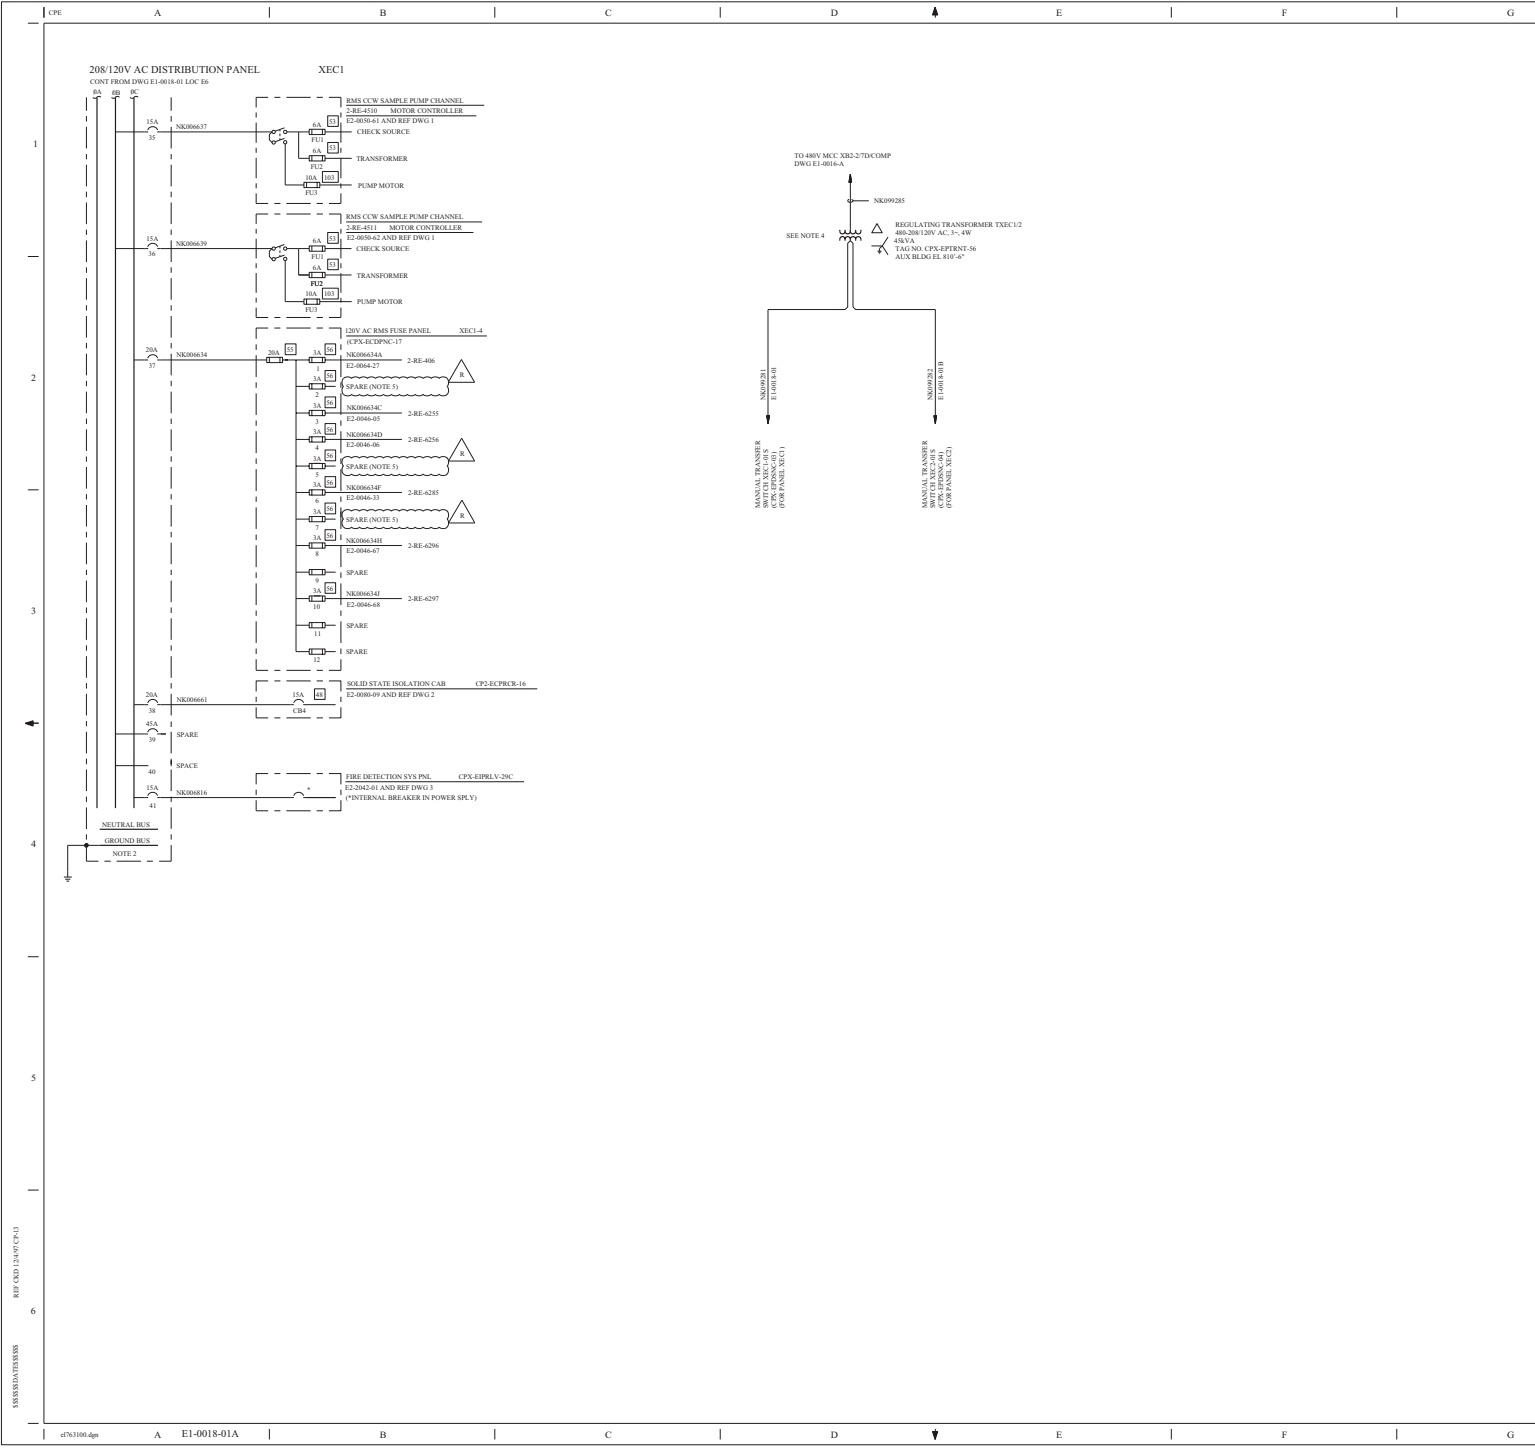 CPE
A
B
C
D
E
F
G
208/120V AC DISTRIBUTION PANEL XEC1
CONT FROM DWG E1-0018-01 LOC E6
ØA ØB ØC
15A
35
NK006637
RMS CCW SAMPLE PUMP CHANNEL
2-RE-4510 MOTOR CONTROLLER
E2-0050-61 AND REF DWG 1
6A 53
FU1
CHECK SOURCE
6A 53
FU2
TRANSFORMER
10A 103
FU3
PUMP MOTOR
1
15A
36
NK006639
RMS CCW SAMPLE PUMP CHANNEL
2-RE-4511 MOTOR CONTROLLER
E2-0050-62 AND REF DWG 1
6A 53
FU1
CHECK SOURCE
6A 53
FU2
TRANSFORMER
10A 103
FU3
PUMP MOTOR
20A
37
NK006634
120V AC RMS FUSE PANEL XEC1-4
(CPX-ECDPNC-17
20A 55
3A 56
1
NK006634A
E2-0064-27
2-RE-406
3A 56
2
SPARE (NOTE 5)
R
2
3A 56
3
NK006634C
E2-0046-05
2-RE-6255
3A 56
4
NK006634D
E2-0046-06
2-RE-6256
3A 56
5
SPARE (NOTE 5)
R
3A 56
6
NK006634F
E2-0046-33
2-RE-6285
3A 56
7
SPARE (NOTE 5)
R
3A 56
8
NK006634H
E2-0046-67
2-RE-6296
9
SPARE
3A 56
10
NK006634J
E2-0046-68
2-RE-6297
3
11
SPARE
12
SPARE
20A
38
NK006661
15A 48
CB4
SOLID STATE ISOLATION CAB CP2-ECPRCR-16
E2-0080-09 AND REF DWG 2
45A
39
SPARE
40
SPACE
15A
41
NK006816
*
FIRE DETECTION SYS PNL CPX-EIPRLV-29C
E2-2042-01 AND REF DWG 3
(*INTERNAL BREAKER IN POWER SPLY)
NEUTRAL BUS
GROUND BUS
NOTE 2
4
TO 480V MCC XB2-2/7D/COMP
DWG E1-0016-A
NK099285
SEE NOTE 4
REGULATING TRANSFORMER TXEC1/2
480-208/120V AC, 3~, 4W
45kVA
TAG NO. CPX-EPTRNT-56
AUX BLDG EL 810'-6"
NK099281
E1-0018-01
NK099282
E1-0018-01B
MANUAL TRANSFER
SWITCH XEC1-01S
(CPX-EPDSNC-03)
(FOR PANEL XEC1)
MANUAL TRANSFER
SWITCH XEC2-01S
(CPX-EPDSNC-04)
(FOR PANEL XEC2)
5
6
REF CKD 12/4/97 CP-13
$$$$$$DATE$$$$$$
cf763100.dgn
A
E1-0018-01A
B
C
D
E
F
G